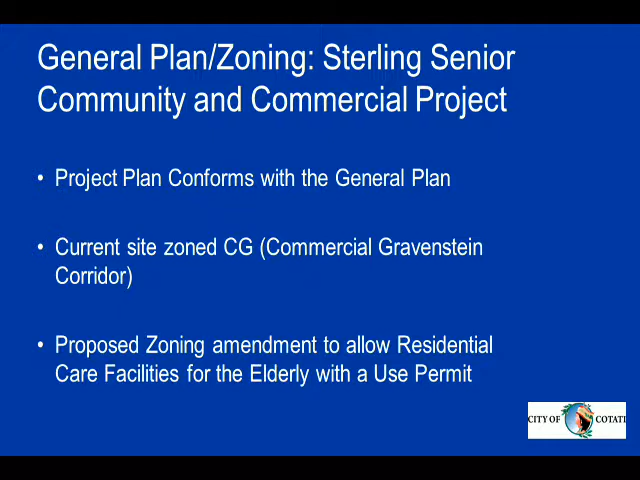 General Plan/Zoning: Sterling Senior
Community and Commercial Project
• Project Plan Conforms with the General Plan
• Current site zoned CG (Commercial Gravenstein
Corridor)
• Proposed Zoning amendment to allow Residential
Care Facilities for the Elderly with a Use Permit
CITY OF COTATI